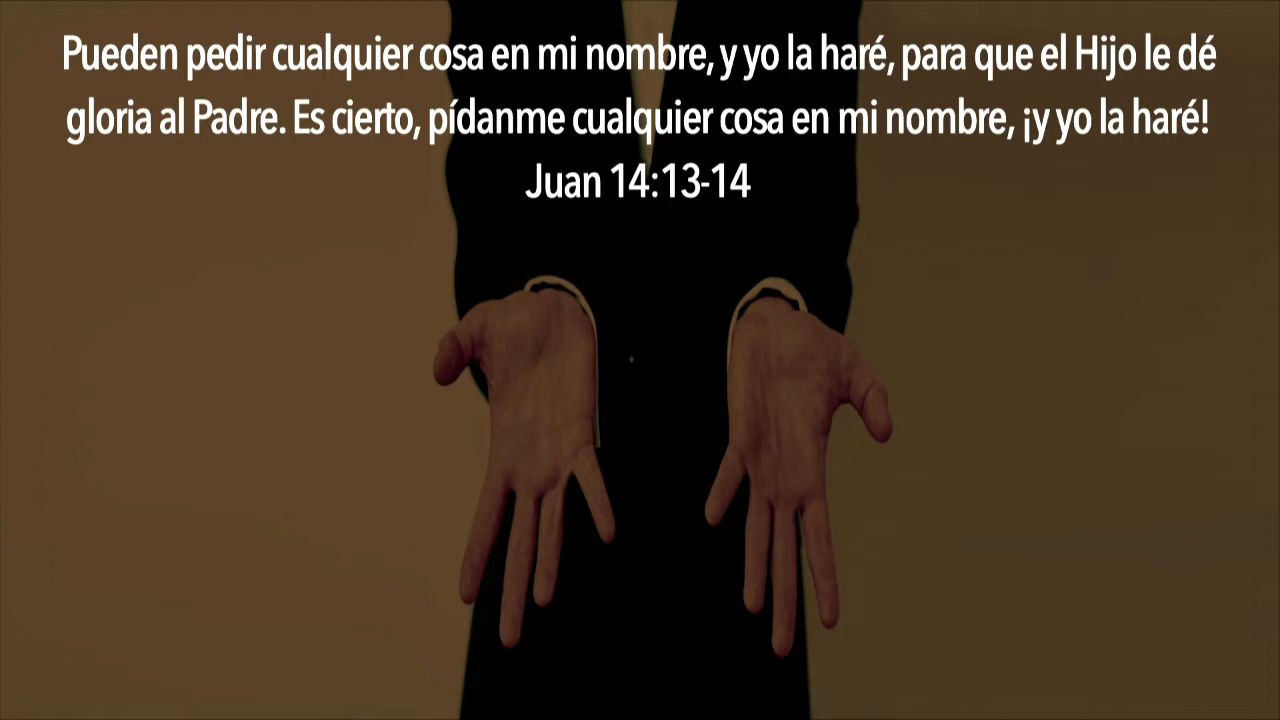 Pueden pedir cualquier cosa en mi nombre, y yo la haré, para que el Hijo le dé
gloria al Padre. Es cierto, pídanme cualquier cosa en mi nombre, ¡y yo la haré!
Juan 14:13-14